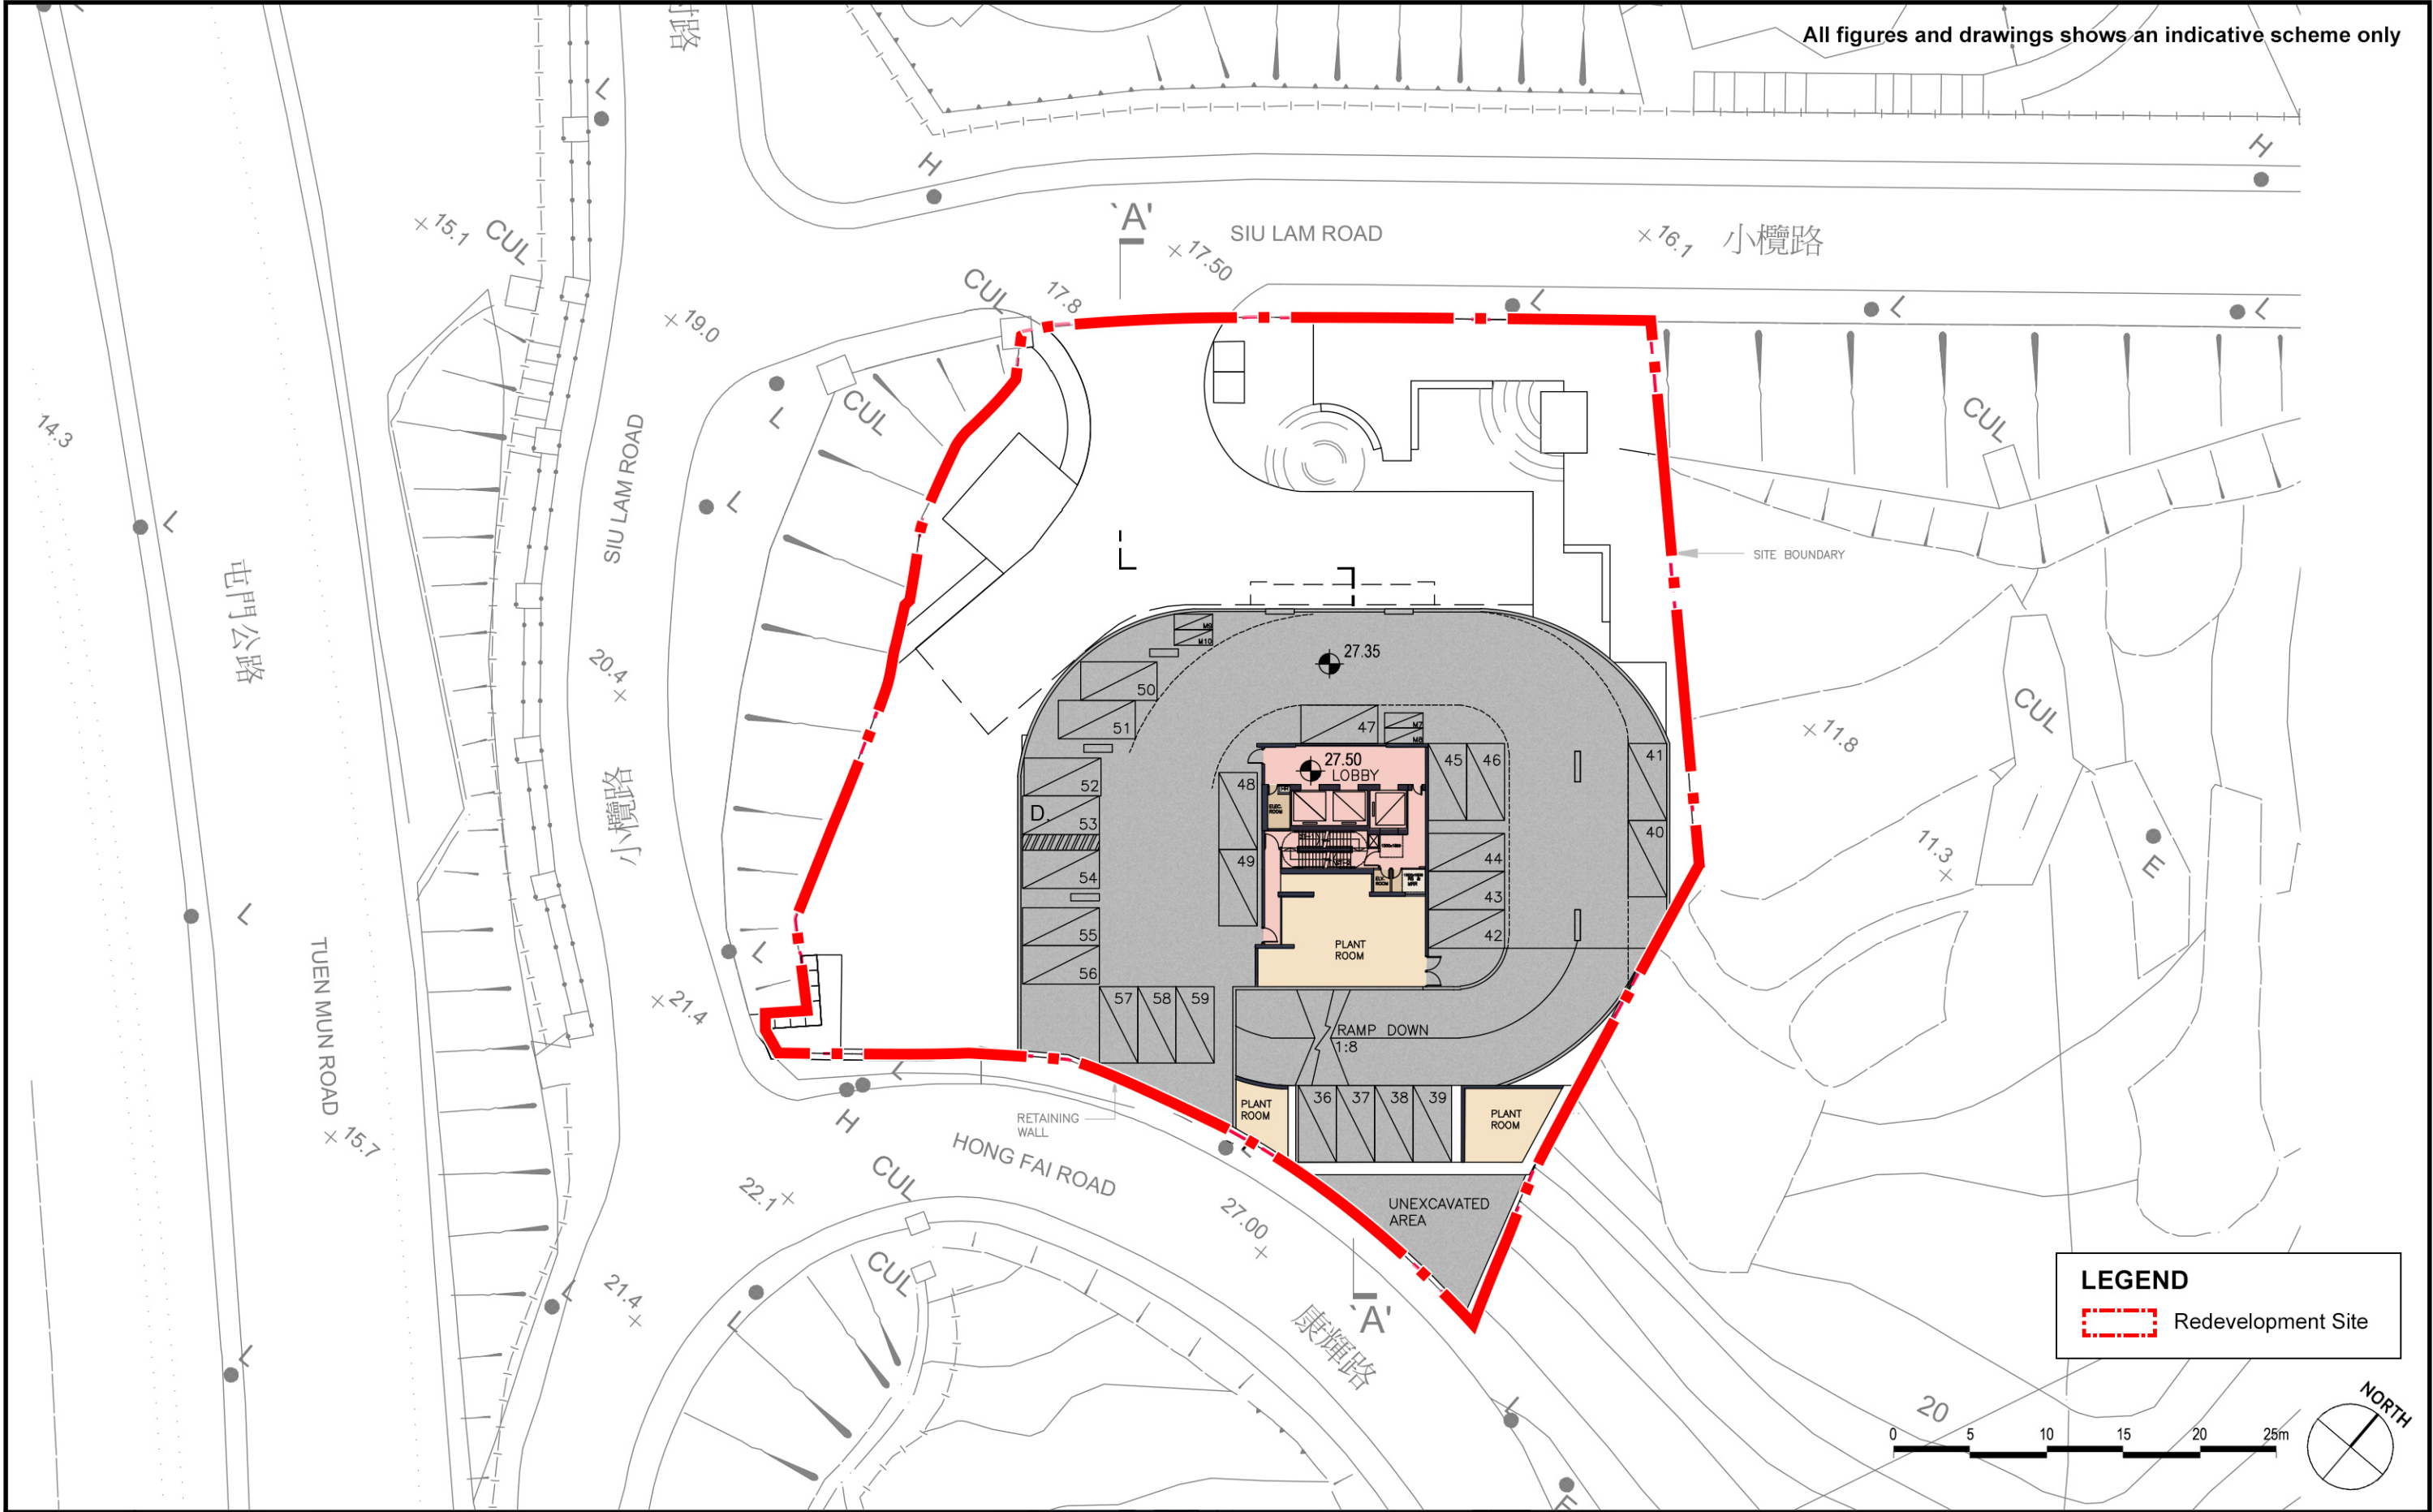 All figures and drawings shows an indicative scheme only
L
H
H
`A'
SIU LAM ROAD
小欖路
15.1
CUL
17.50
16.1
CUL
17.8
L
L
L
19.0
L
CUL
CUL
14.3
SIU LAM ROAD
L
L
SITE BOUNDARY
屯門公路
M9
M10
27.35
20.4
50
51
47
M7
M8
CUL
11.8
小欖路
27.50
LOBBY
45
46
41
48
52
ELEC.
ROOM
D.
53
40
11.3
E
44
49
54
43
L
TUEN MUN ROAD
L
55
42
PLANT
ROOM
56
21.4
57
58
59
RAMP DOWN
1:8
L
H
RETAINING
WALL
PLANT
ROOM
36
37
38
39
PLANT
ROOM
15.7
HONG FAI ROAD
L
CUL
22.1
27.00
UNEXCAVATED
AREA
CUL
21.4
L
L
L
`A'
康輝路
LEGEND
Redevelopment Site
L
20
NORTH
0
5
10
15
20
25m
E